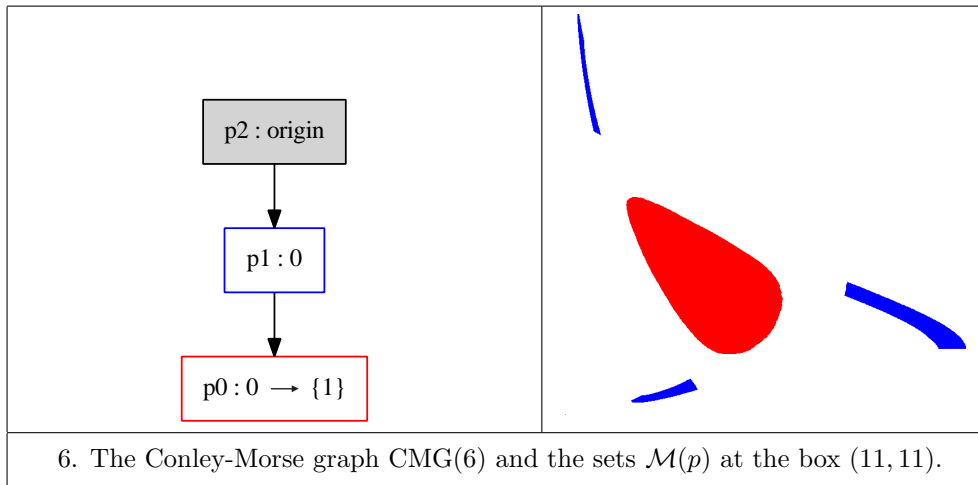 p2 : origin
p1 : 0
p0 : 0 → {1}
6. The Conley-Morse graph CMG(6) and the sets ℳ(p) at the box (11, 11).